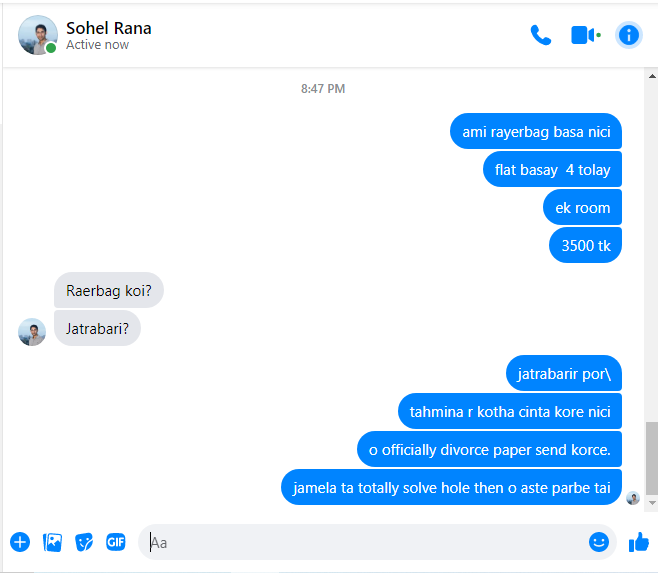 Sohel Rana
Active now
8:47 PM
ami rayerbag basa nici
flat basay 4 tolay
ek room
3500 tk
Raerbag koi?
Jatrabari?
jatrabarir por\
tahmina r kotha cinta kore nici
o officially divorce paper send korce.
jamela ta totally solve hole then o aste parbe tai
GIF
Aa